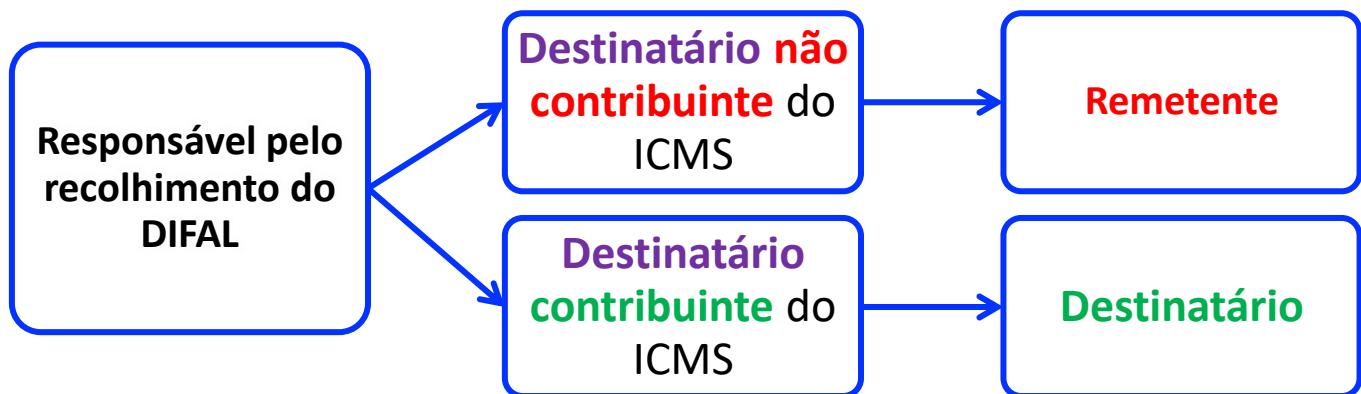 Responsável pelo
recolhimento do
DIFAL
Destinatário não
contribuinte do
ICMS
Remetente
Destinatário
contribuinte do
ICMS
Destinatário